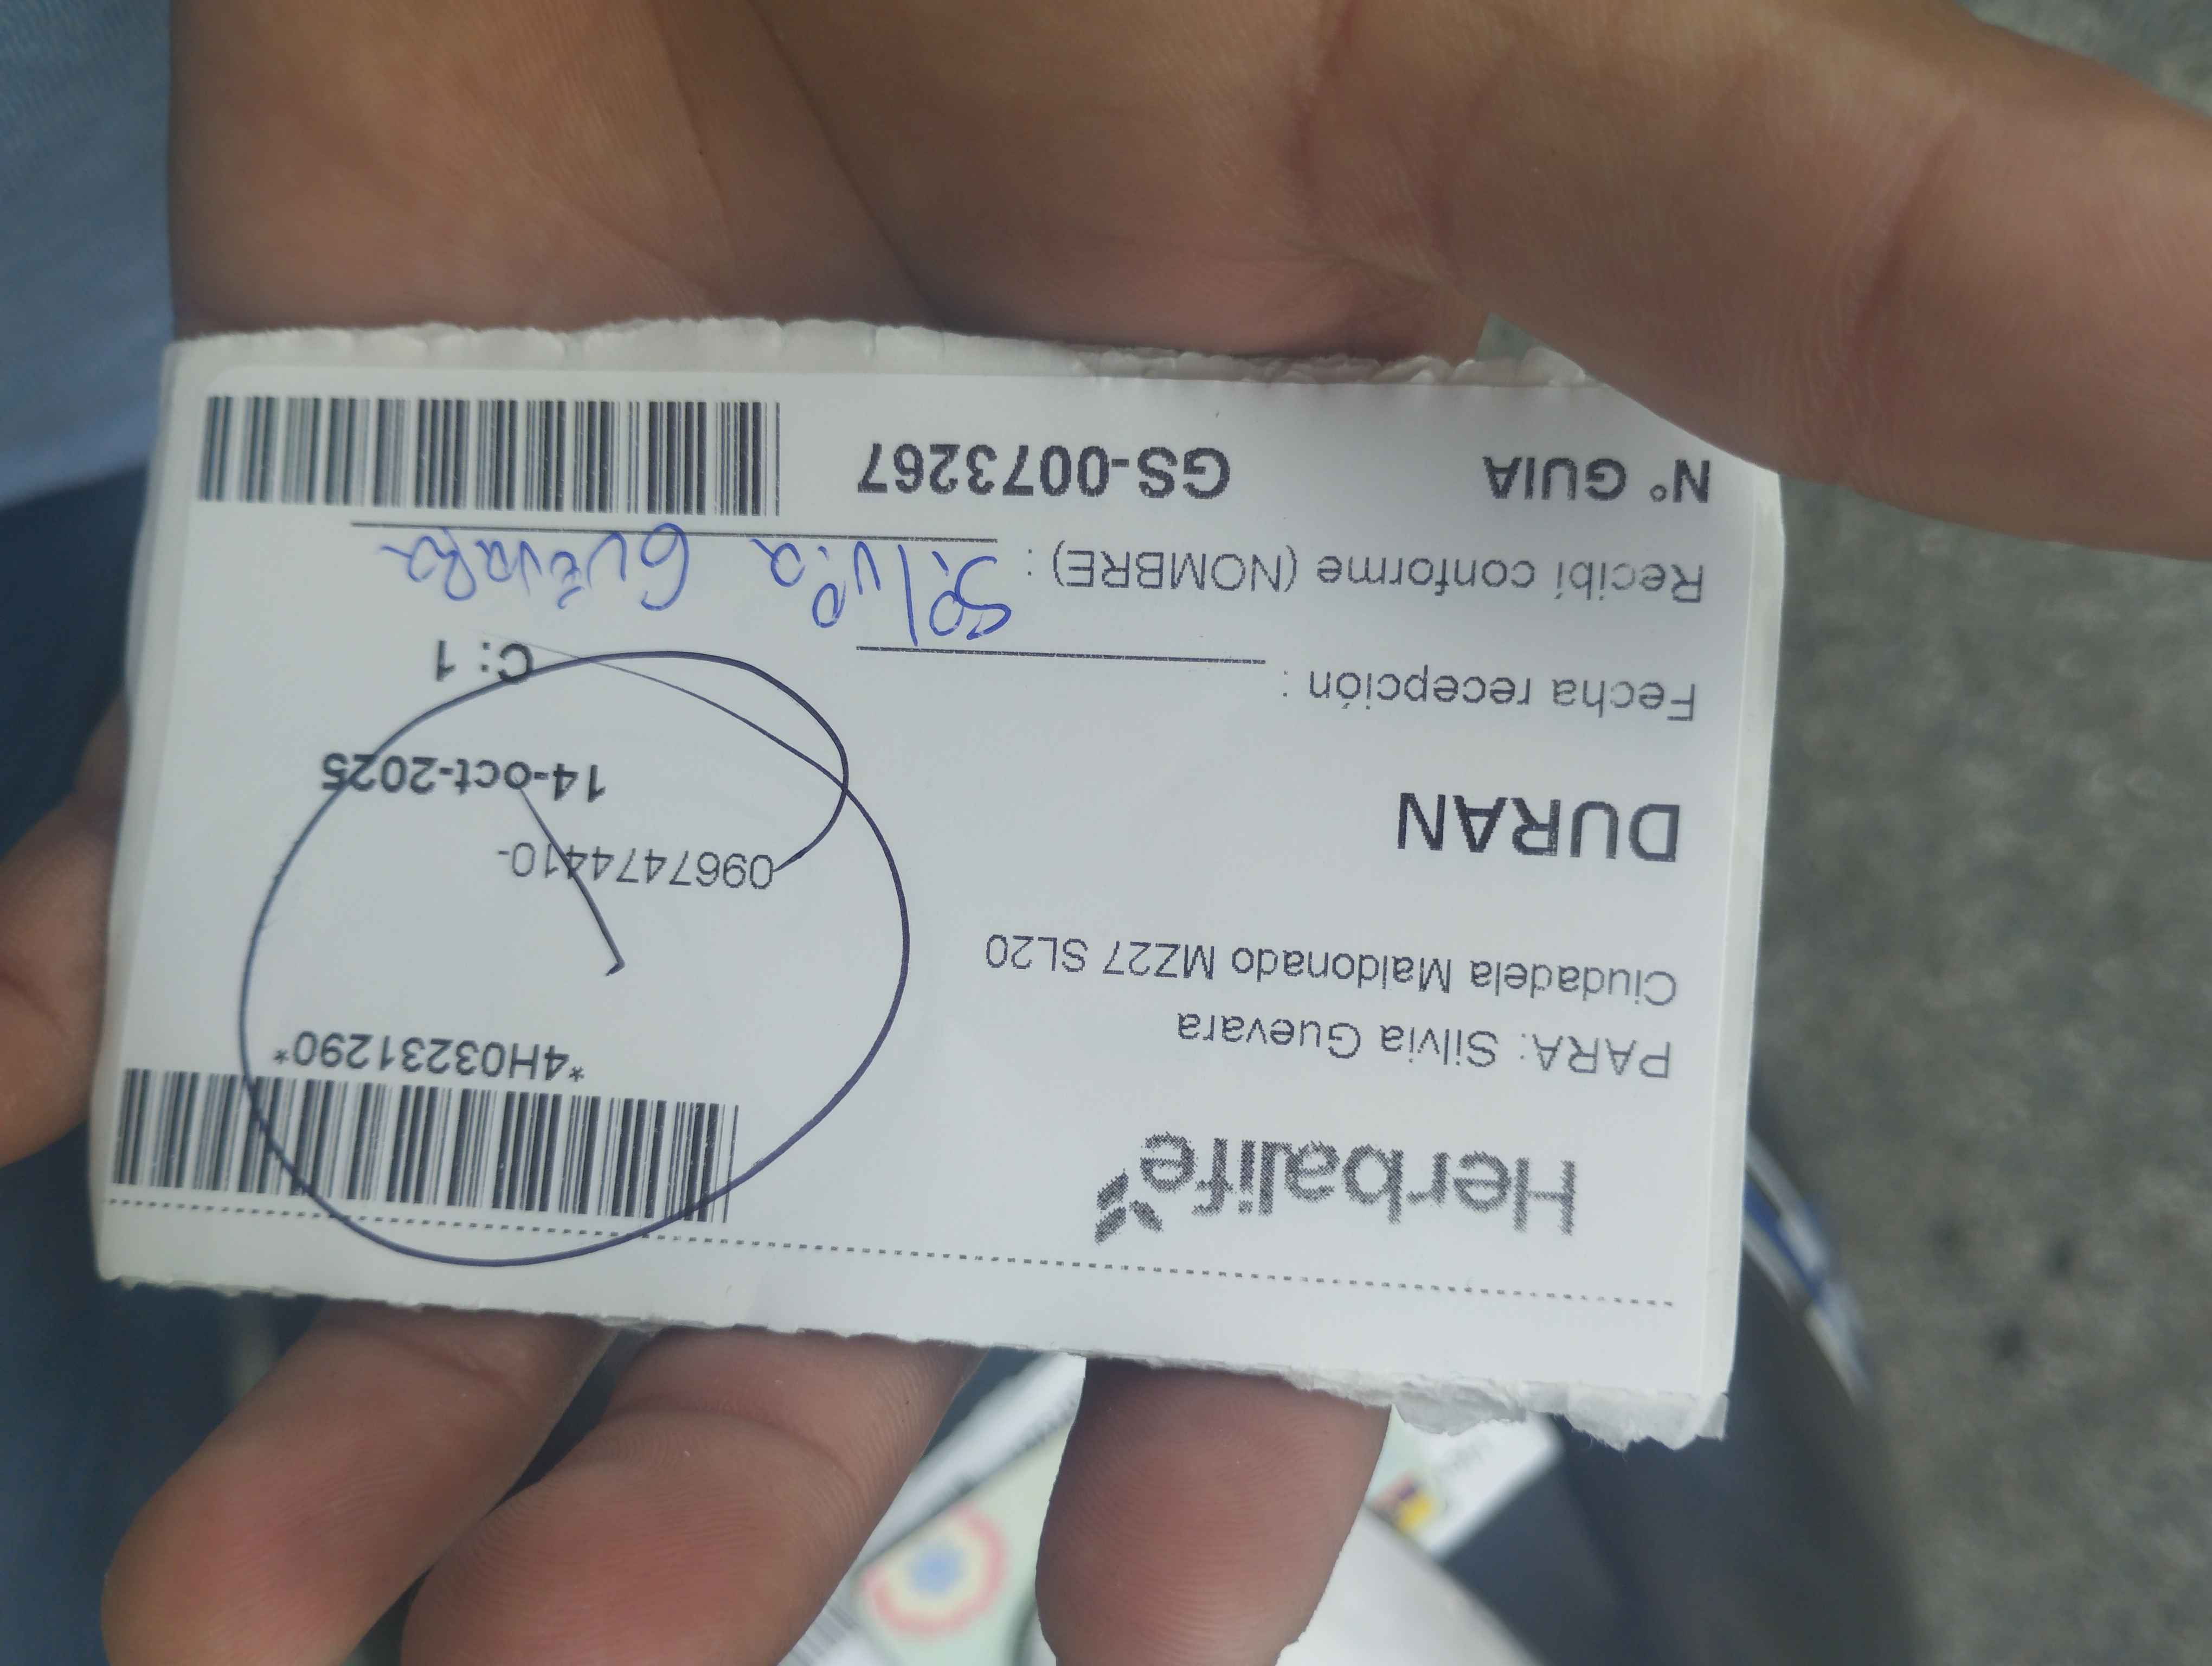 Herbalife
*4H03231290*
PARA: Silvia Guevara
Ciudadela Maldonado MZ27 SL20
0967474410-
DURAN
14-oct-2025
Fecha recepción :
C: 1
Recibí conforme (NOMBRE) : Silvia Guevara
N° GUIA GS-0073267